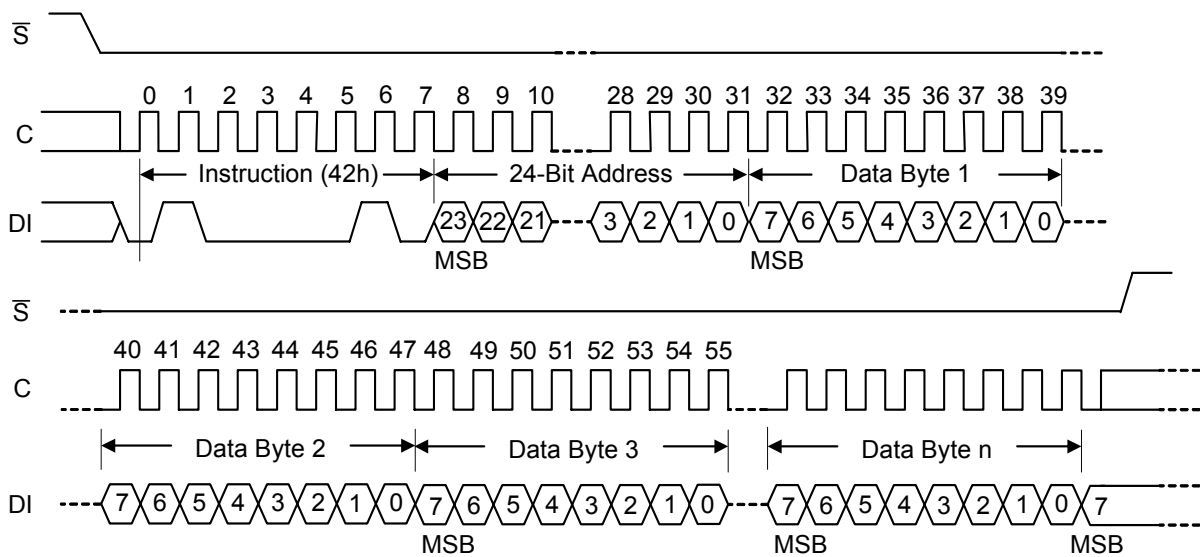 S
0 1 2 3 4 5 6 7 8 9 10 28 29 30 31 32 33 34 35 36 37 38 39
C
Instruction (42h) 24-Bit Address Data Byte 1
DI 23 22 21 3 2 1 0 7 6 5 4 3 2 1 0
MSB MSB
S
40 41 42 43 44 45 46 47 48 49 50 51 52 53 54 55
C
Data Byte 2 Data Byte 3 Data Byte n
DI 7 6 5 4 3 2 1 0 7 6 5 4 3 2 1 0 7 6 5 4 3 2 1 0 7
MSB MSB MSB